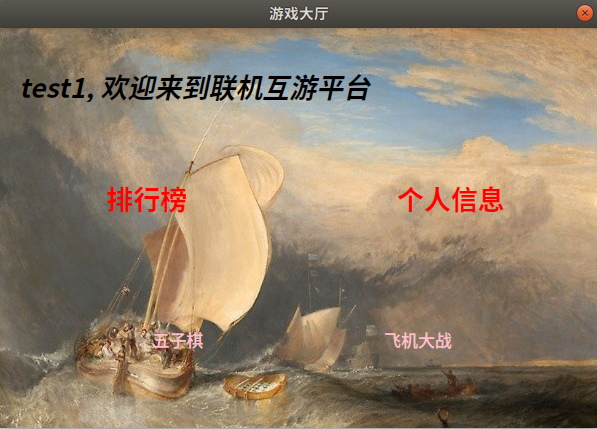 游戏大厅
test1, 欢迎来到联机互游平台
排行榜
个人信息
五子棋
飞机大战